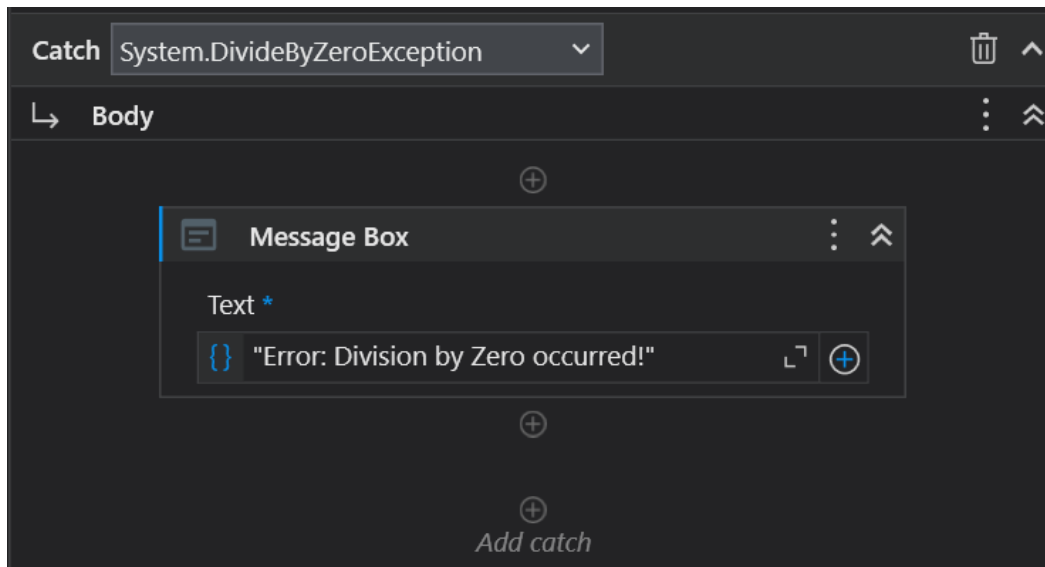 Catch System.DivideByZeroException
Body
Message Box
Text *
{} "Error: Division by Zero occurred!"
Add catch